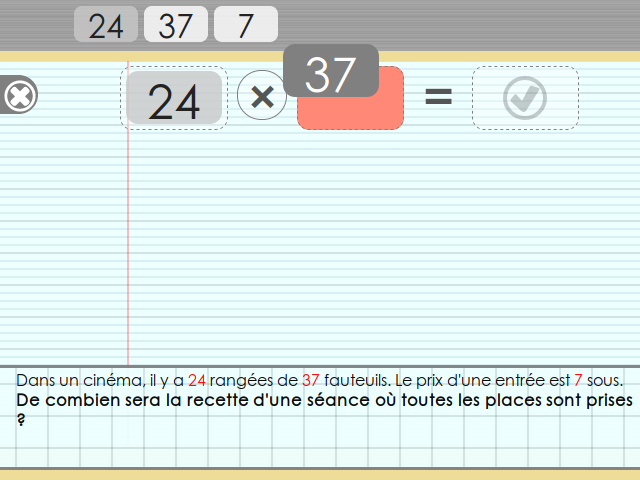 24 37 7
24 × 37 =
Dans un cinéma, il y a 24 rangées de 37 fauteuils. Le prix d'une entrée est 7 sous.
De combien sera la recette d'une séance où toutes les places sont prises
?